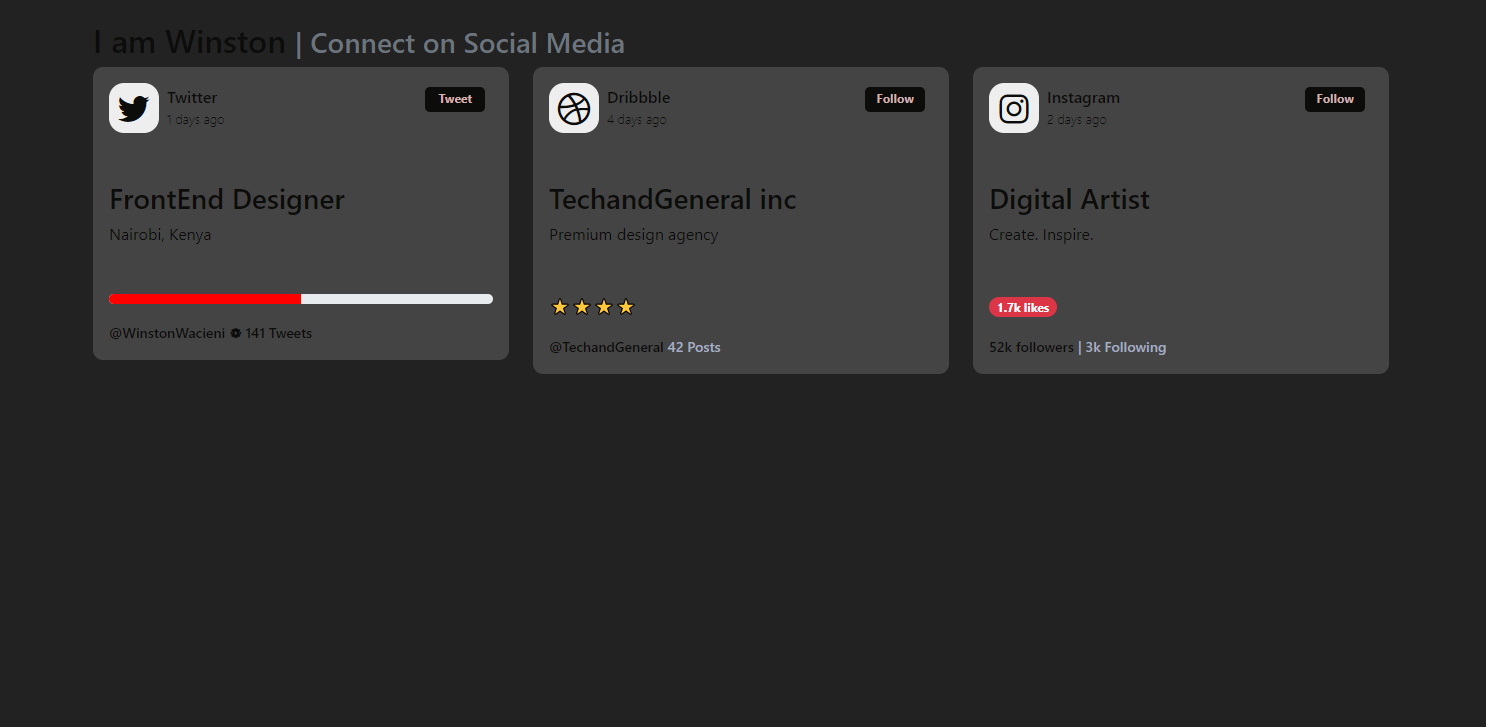 I am Winston | Connect on Social Media
Twitter
1 days ago
Tweet
FrontEnd Designer
Nairobi, Kenya
@WinstonWacieni 141 Tweets
Dribbble
4 days ago
Follow
TechandGeneral inc
Premium design agency
@TechandGeneral 42 Posts
Instagram
2 days ago
Follow
Digital Artist
Create. Inspire.
1.7k likes
52k followers | 3k Following